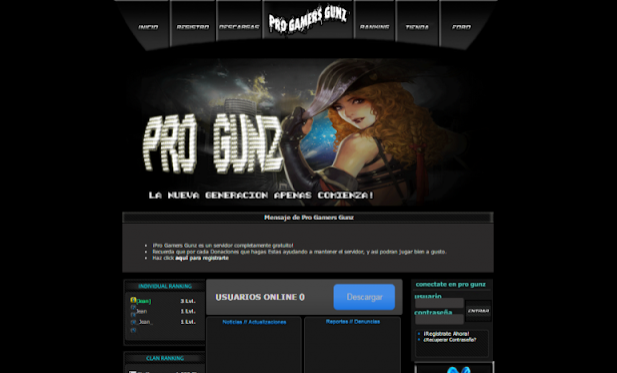 INICIO
REGISTRO
DESCARGAS
PRO GAMERS GUNZ
RANKING
TIENDA
FORO
PRO GUNZ
LA NUEVA GENERACION APENAS COMIENZA!
Mensaje de Pro Gamers Gunz
¡Pro Gamers Gunz es un servidor completamente gratuito!
Recuerda que por cada Donaciones que hagas Estas ayudando a mantener el servidor, y asi podran jugar bien a gusto.
Haz click aqui para registrarte
INDIVIDUAL RANKING
[Jean] 3 Lvl.
Jean 1 Lvl.
_Jean_ 1 Lvl.
CLAN RANKING
USUARIOS ONLINE 0
Descargar
Noticias // Actualizaciones
Reportes // Denuncias
conectate en pro gunz
usuario
contraseña
ENTRAR
¡Registrate Ahora!
¿Recuperar Contraseña?